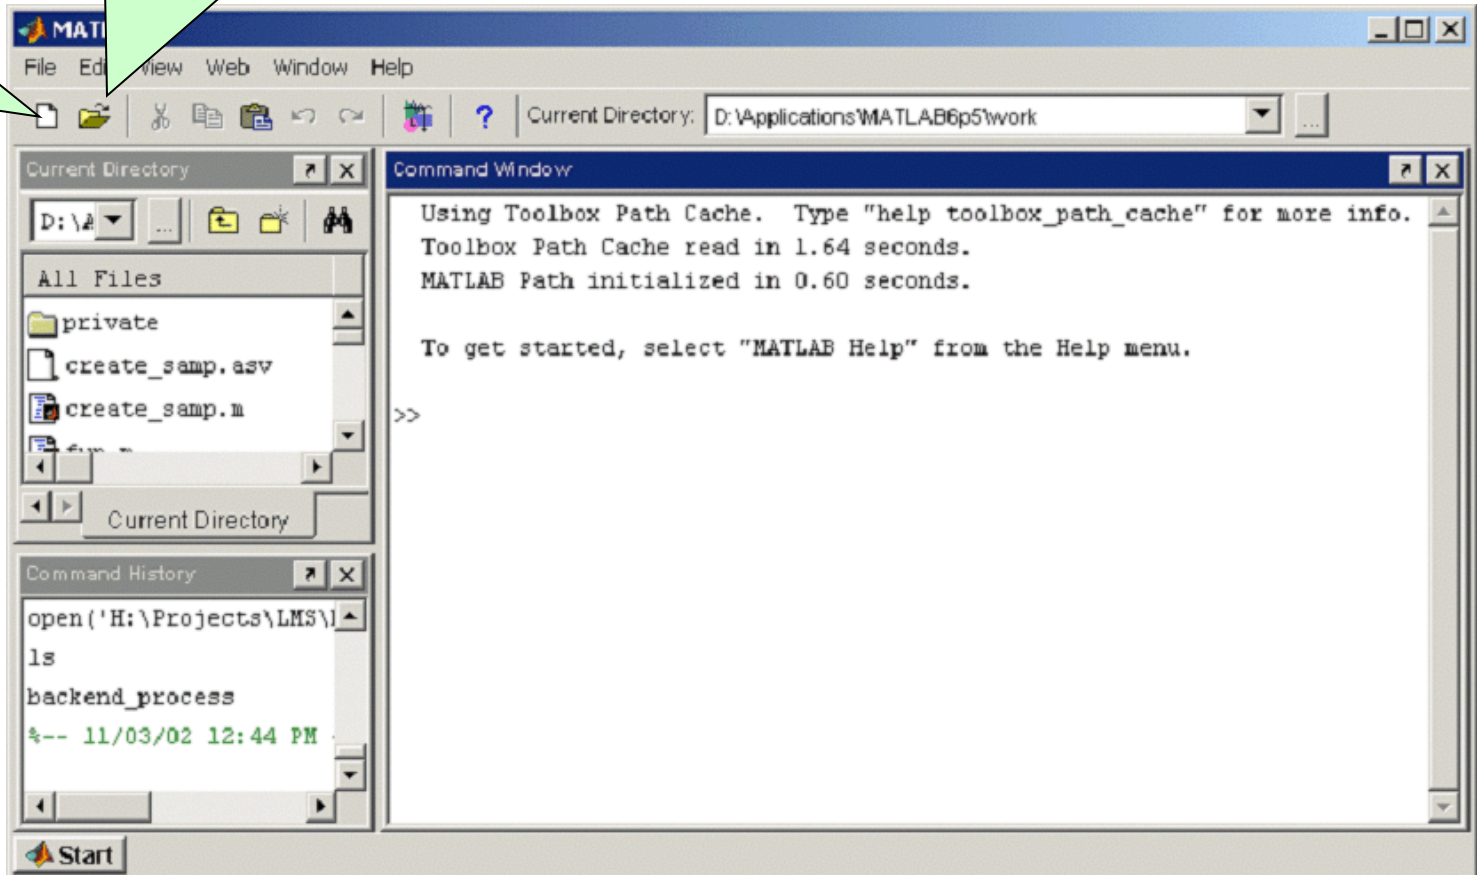 MATL
File Edit View Web Window Help
? Current Directory: D:\Applications\MATLAB6p5\work ...
Current Directory
D:\A ...
All Files
private
create_samp.asv
create_samp.m
Current Directory
Command History
open('H:\Projects\LMS\
ls
backend_process
%-- 11/03/02 12:44 PM -
Command Window
Using Toolbox Path Cache.  Type "help toolbox_path_cache" for more info.
Toolbox Path Cache read in 1.64 seconds.
MATLAB Path initialized in 0.60 seconds.
To get started, select "MATLAB Help" from the Help menu.
>>
Start